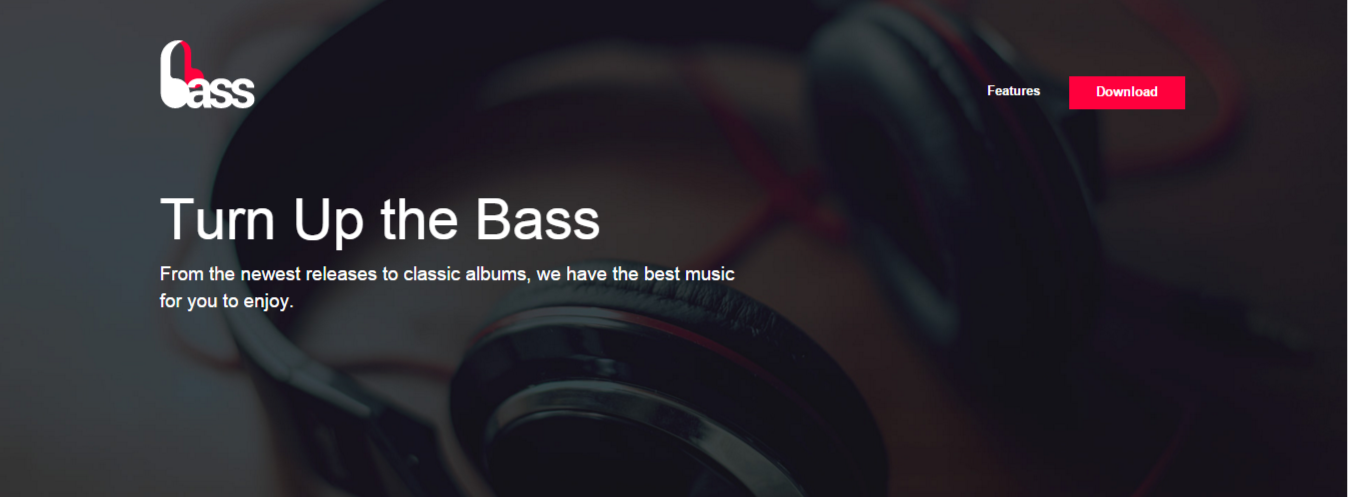 bass
Features
Download
Turn Up the Bass
From the newest releases to classic albums, we have the best music
for you to enjoy.